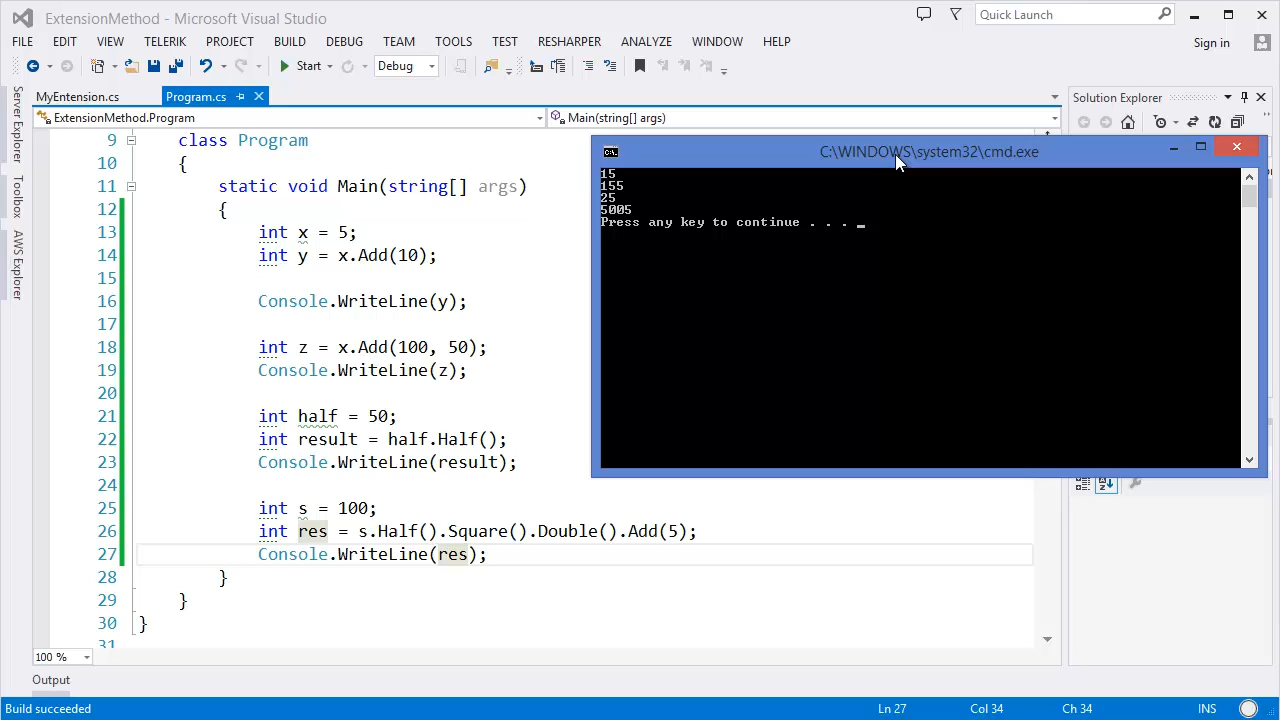 ExtensionMethod - Microsoft Visual Studio
Quick Launch
FILE EDIT VIEW TELERIK PROJECT BUILD DEBUG TEAM TOOLS TEST RESHARPER ANALYZE WINDOW HELP
Sign in
Start
Debug
Server Explorer
Toolbox
AWS Explorer
MyEntension.cs
Program.cs
ExtensionMethod.Program
Main(string[] args)
9 class Program
10 {
11 static void Main(string[] args)
12 {
13 int x = 5;
14 int y = x.Add(10);
15
16 Console.WriteLine(y);
17
18 int z = x.Add(100, 50);
19 Console.WriteLine(z);
20
21 int half = 50;
22 int result = half.Half();
23 Console.WriteLine(result);
24
25 int s = 100;
26 int res = s.Half().Square().Double().Add(5);
27 Console.WriteLine(res);
28 }
29 }
30 }
31
100 %
Solution Explorer
C:\WINDOWS\system32\cmd.exe
15
155
25
5005
Press any key to continue . . . _
Output
Build succeeded
Ln 27
Col 34
Ch 34
INS